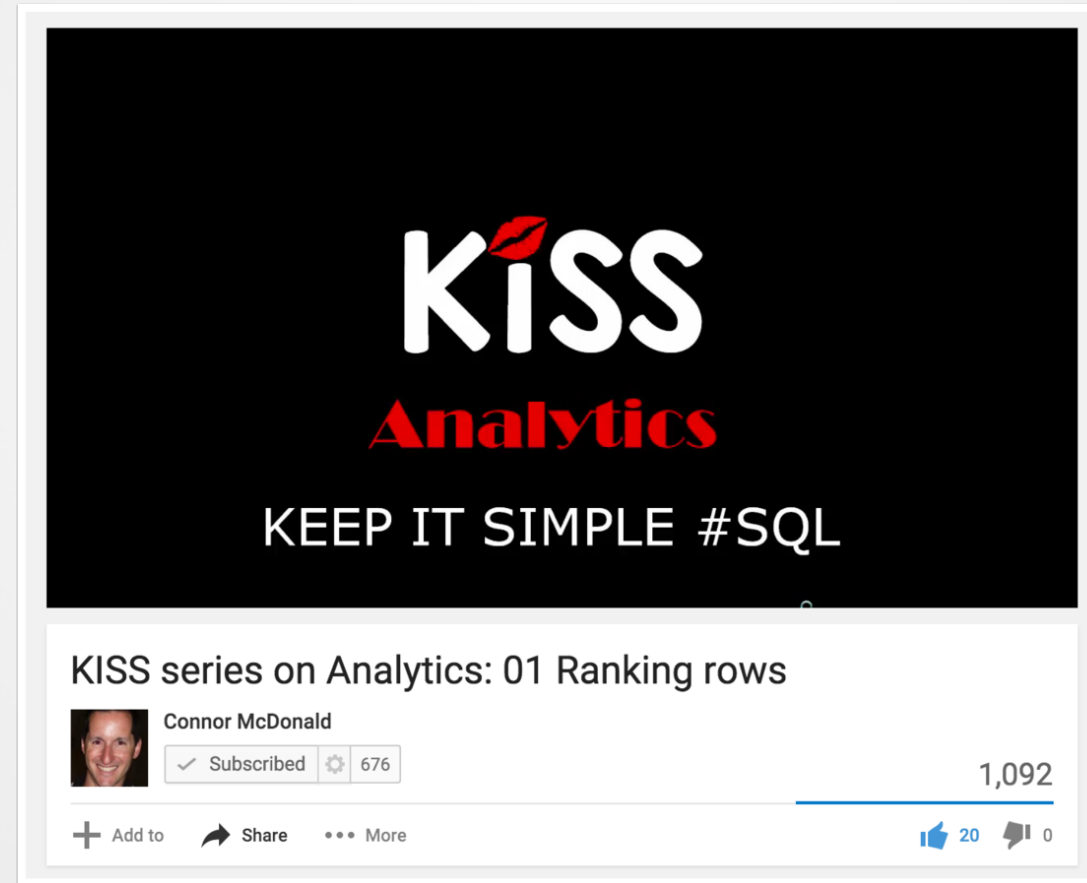 KiSS
Analytics
KEEP IT SIMPLE #SQL
KISS series on Analytics: 01 Ranking rows
Connor McDonald
Subscribed 676
1,092
Add to Share More 20 0